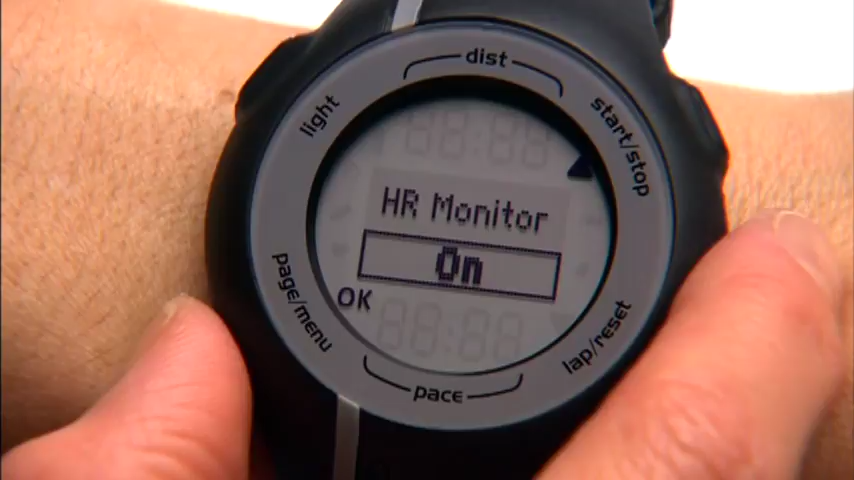 dist
light
start/stop
HR Monitor
On
OK
page/menu
lap/reset
pace